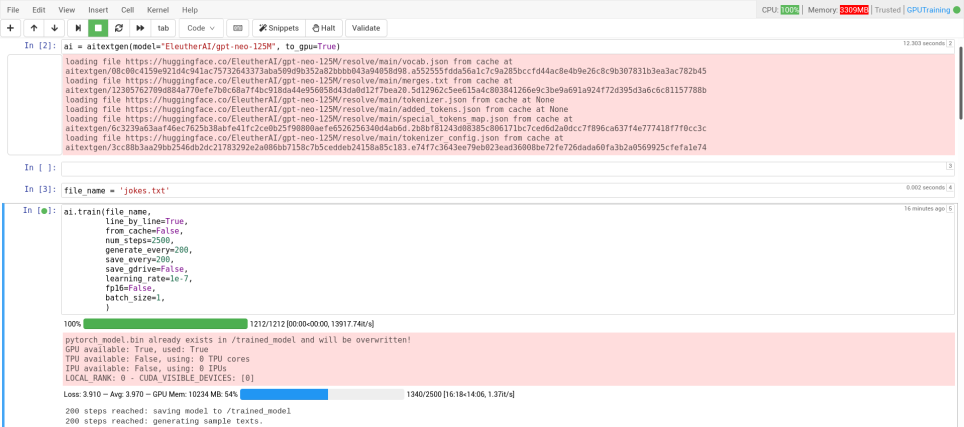 File Edit View Insert Cell Kernel Help
CPU: 100% Memory: 3309MB Trusted GPUTraining
tab Code Snippets Halt Validate
In [2]: ai = aitextgen(model="EleutherAI/gpt-neo-125M", to_gpu=True) 12.303 seconds 2
loading file https://huggingface.co/EleutherAI/gpt-neo-125M/resolve/main/vocab.json from cache at
aitextgen/08c00c4159e921d4c941ac75732643373aba509d9b352a82bbbb043a94058d98.a552555fdda56a1c7c9a285bccfd44ac8e4b9e26c8c9b307831b3ea3ac782b45
loading file https://huggingface.co/EleutherAI/gpt-neo-125M/resolve/main/merges.txt from cache at
aitextgen/12305762709d884a770efe7b0c68a7f4bc918da44e956058d43da0d12f7bea20.5d12962c5ee615a4c803841266e9c3be9a691a924f72d395d3a6c6c81157788b
loading file https://huggingface.co/EleutherAI/gpt-neo-125M/resolve/main/tokenizer.json from cache at None
loading file https://huggingface.co/EleutherAI/gpt-neo-125M/resolve/main/added_tokens.json from cache at None
loading file https://huggingface.co/EleutherAI/gpt-neo-125M/resolve/main/special_tokens_map.json from cache at
aitextgen/6c3239a63aaf46ec7625b38abfe41fc2ce0b25f90800aefe6526256340d4ab6d.2b8bf81243d08385c806171bc7ced6d2a0dcc7f896ca637f4e777418f7f0cc3c
loading file https://huggingface.co/EleutherAI/gpt-neo-125M/resolve/main/tokenizer_config.json from cache at
aitextgen/3cc88b3aa29bb2546db2dc21783292e2a086bb7158c7b5ceddeb24158a85c183.e74f7c3643ee79eb023ead36008be72fe726dada60fa3b2a0569925cfefa1e74
In [ ]: 3
In [3]: file_name = 'jokes.txt' 0.002 seconds 4
In [●]: ai.train(file_name, 16 minutes ago 5
line_by_line=True,
from_cache=False,
num_steps=2500,
generate_every=200,
save_every=200,
save_gdrive=False,
learning_rate=1e-7,
fp16=False,
batch_size=1,
)
100% 1212/1212 [00:00<00:00, 13917.74it/s]
pytorch_model.bin already exists in /trained_model and will be overwritten!
GPU available: True, used: True
TPU available: False, using: 0 TPU cores
IPU available: False, using: 0 IPUs
LOCAL_RANK: 0 - CUDA_VISIBLE_DEVICES: [0]
Loss: 3.910 — Avg: 3.970 — GPU Mem: 10234 MB: 54% 1340/2500 [16:18<14:06, 1.37it/s]
200 steps reached: saving model to /trained_model
200 steps reached: generating sample texts.